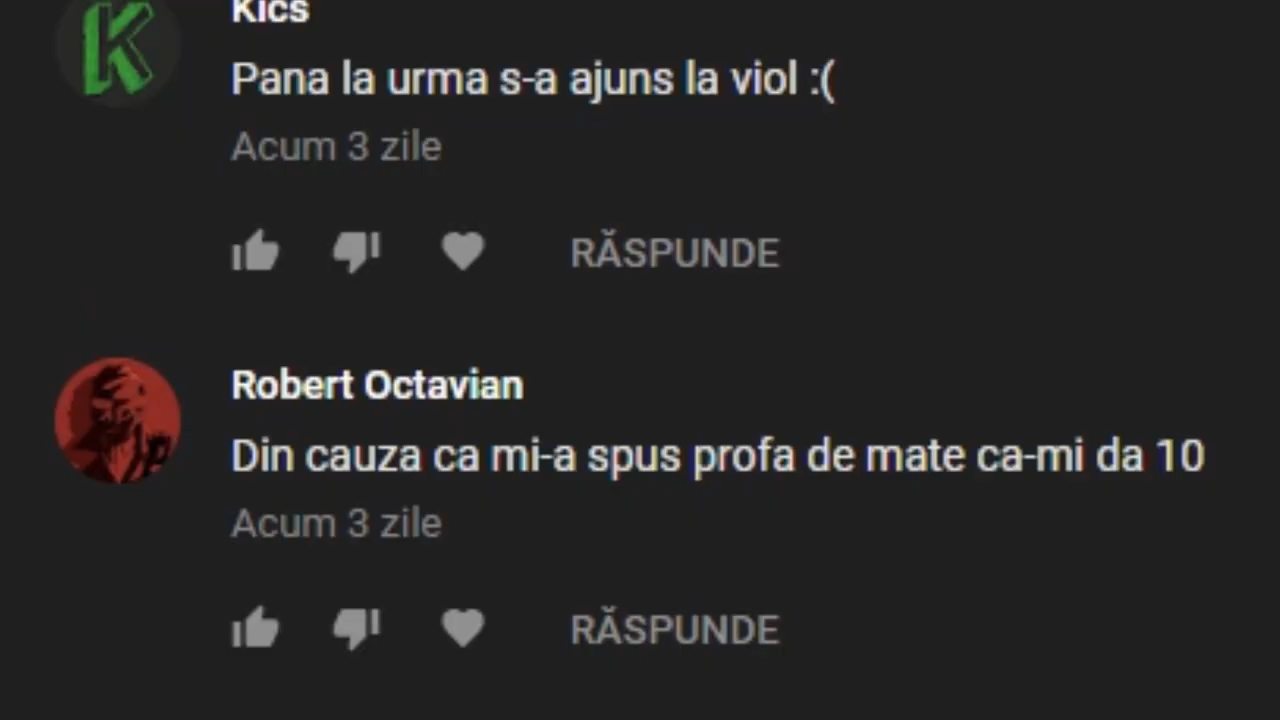 Kics
Pana la urma s-a ajuns la viol :(
Acum 3 zile
RĂSPUNDE
Robert Octavian
Din cauza ca mi-a spus profa de mate ca-mi da 10
Acum 3 zile
RĂSPUNDE